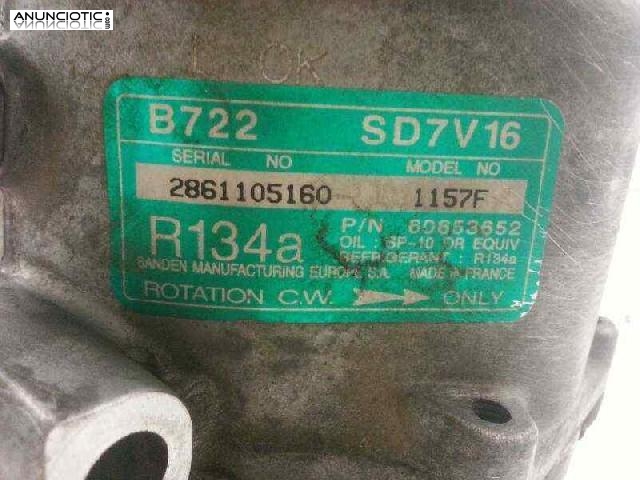 ANUNCIOTIC
.com
OK
B722 SD7V16
SERIAL NO MODEL NO
2861105160 1157F
R134a P/N 80653652
OIL : SP-10 OR EQUIV
REFRIGERANT : R134a
SANDEN MANUFACTURING EUROPE S.A. MADE IN FRANCE
ROTATION C.W. ONLY